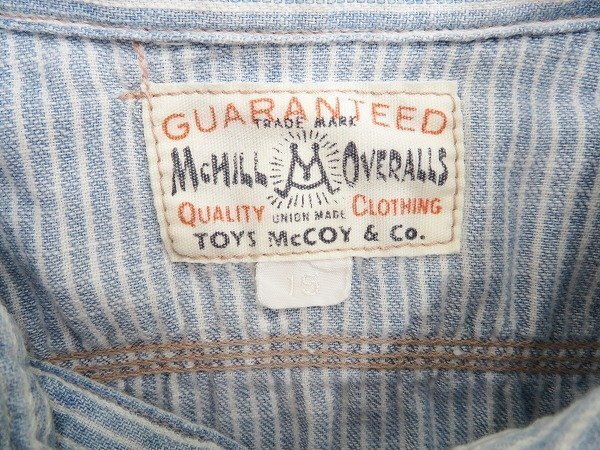 GUARANTEED
TRADE MARK
McHILL M OVERALLS
QUALITY UNION MADE CLOTHING
TOYS McCOY & Co.
15